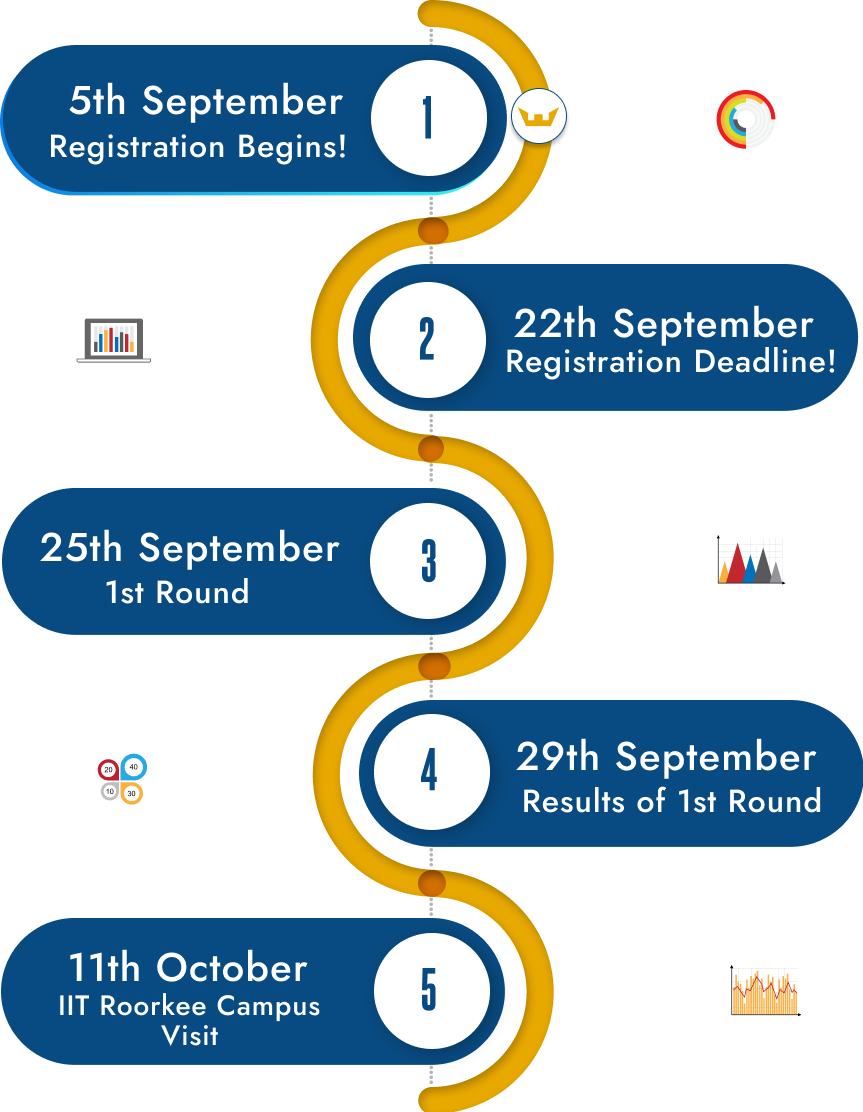 5th September
Registration Begins!
1
2
22th September
Registration Deadline!
25th September
1st Round
3
4
29th September
Results of 1st Round
20
40
10
30
11th October
IIT Roorkee Campus
Visit
5